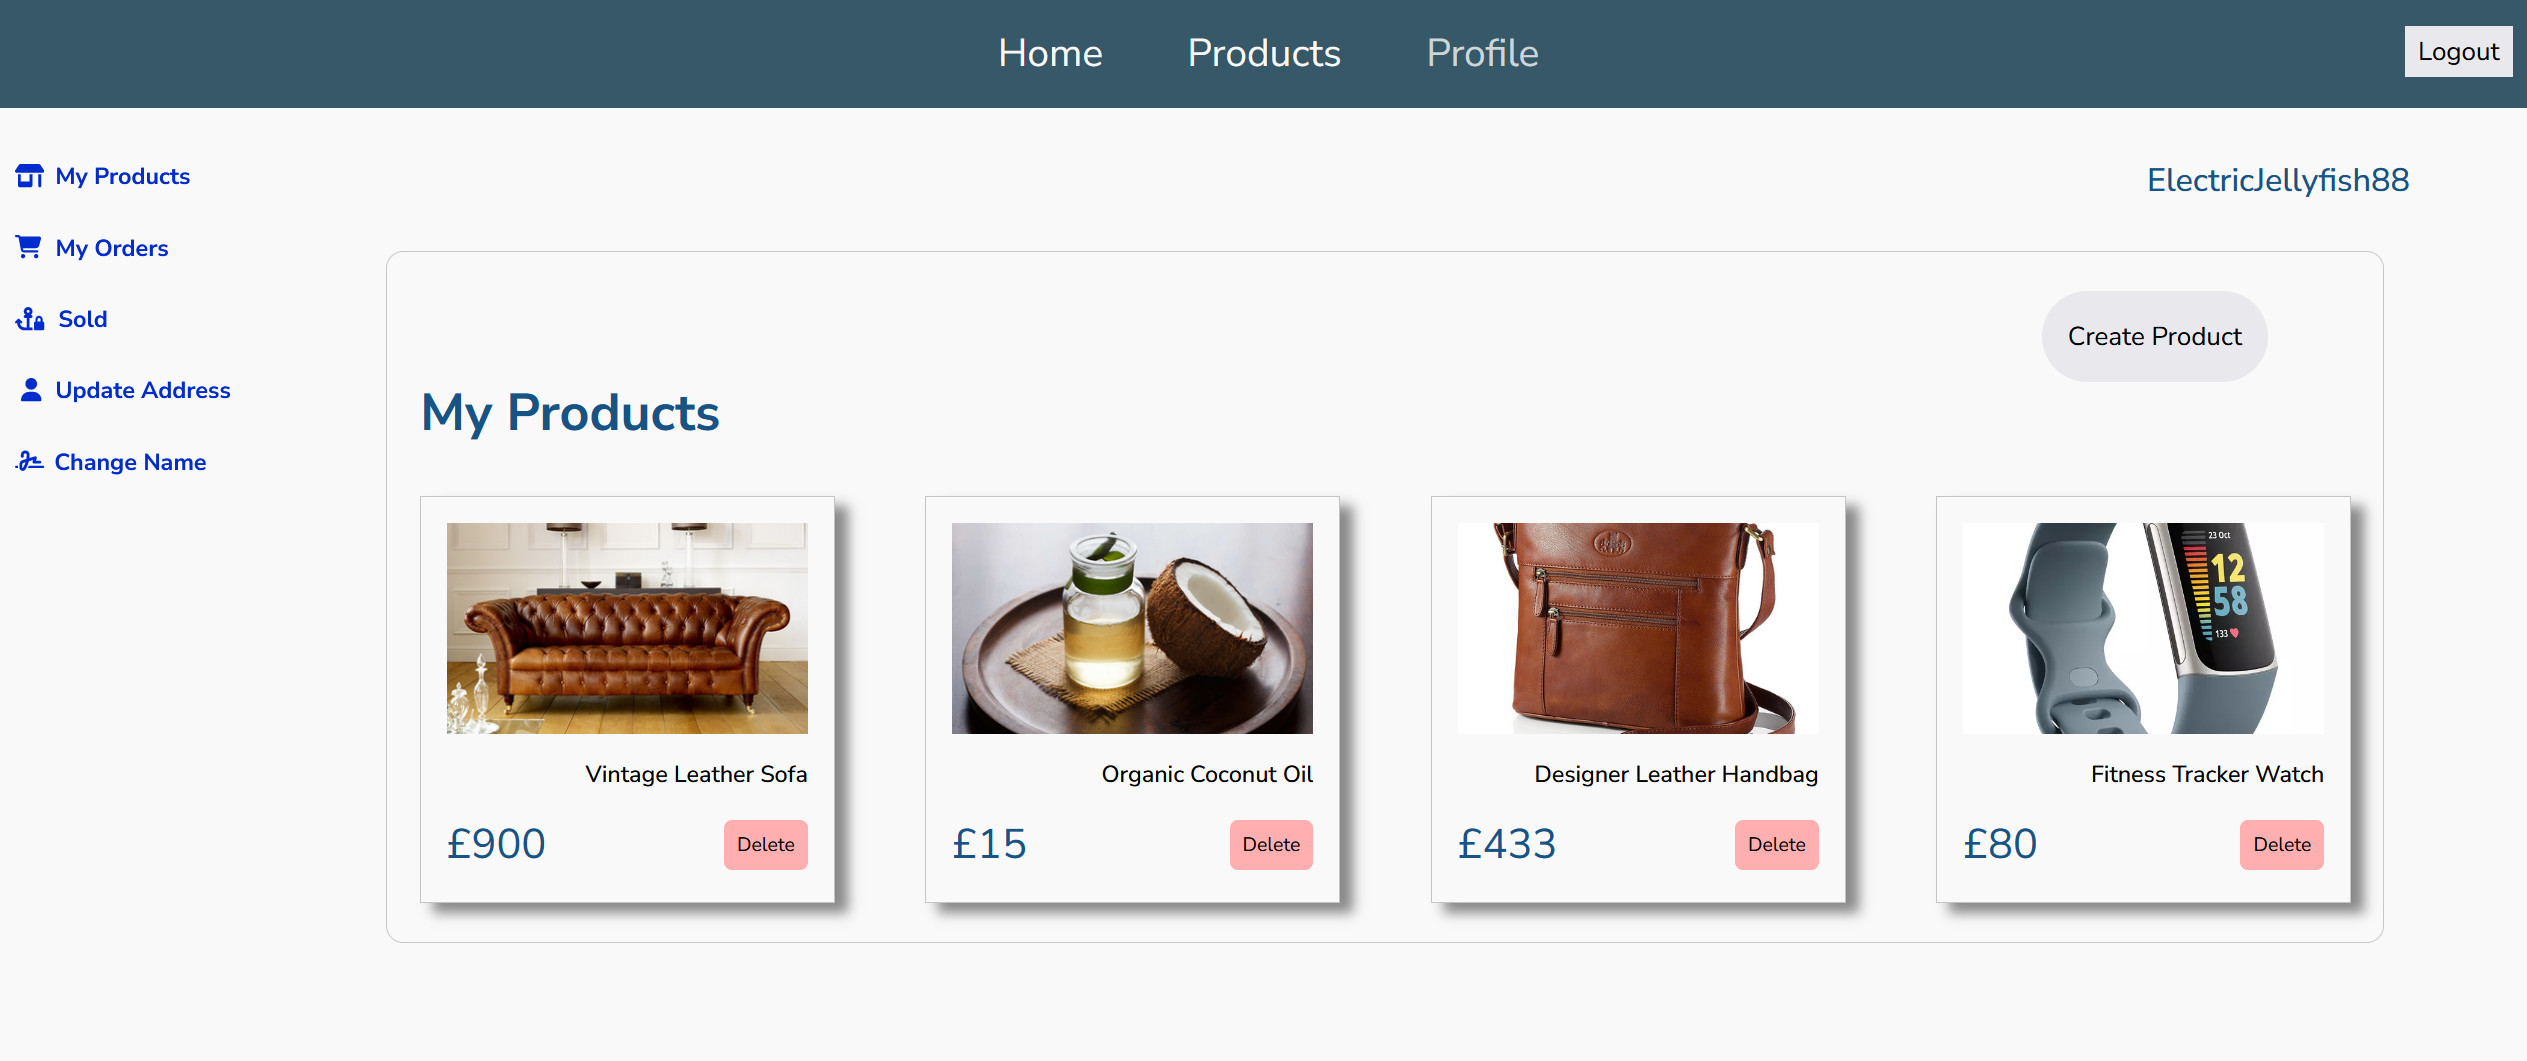 Home Products Profile Logout
My Products
My Orders
Sold
Update Address
Change Name
ElectricJellyfish88
Create Product
My Products
23 Oct
12
58
133
Vintage Leather Sofa
£900 Delete
Organic Coconut Oil
£15 Delete
Designer Leather Handbag
£433 Delete
Fitness Tracker Watch
£80 Delete